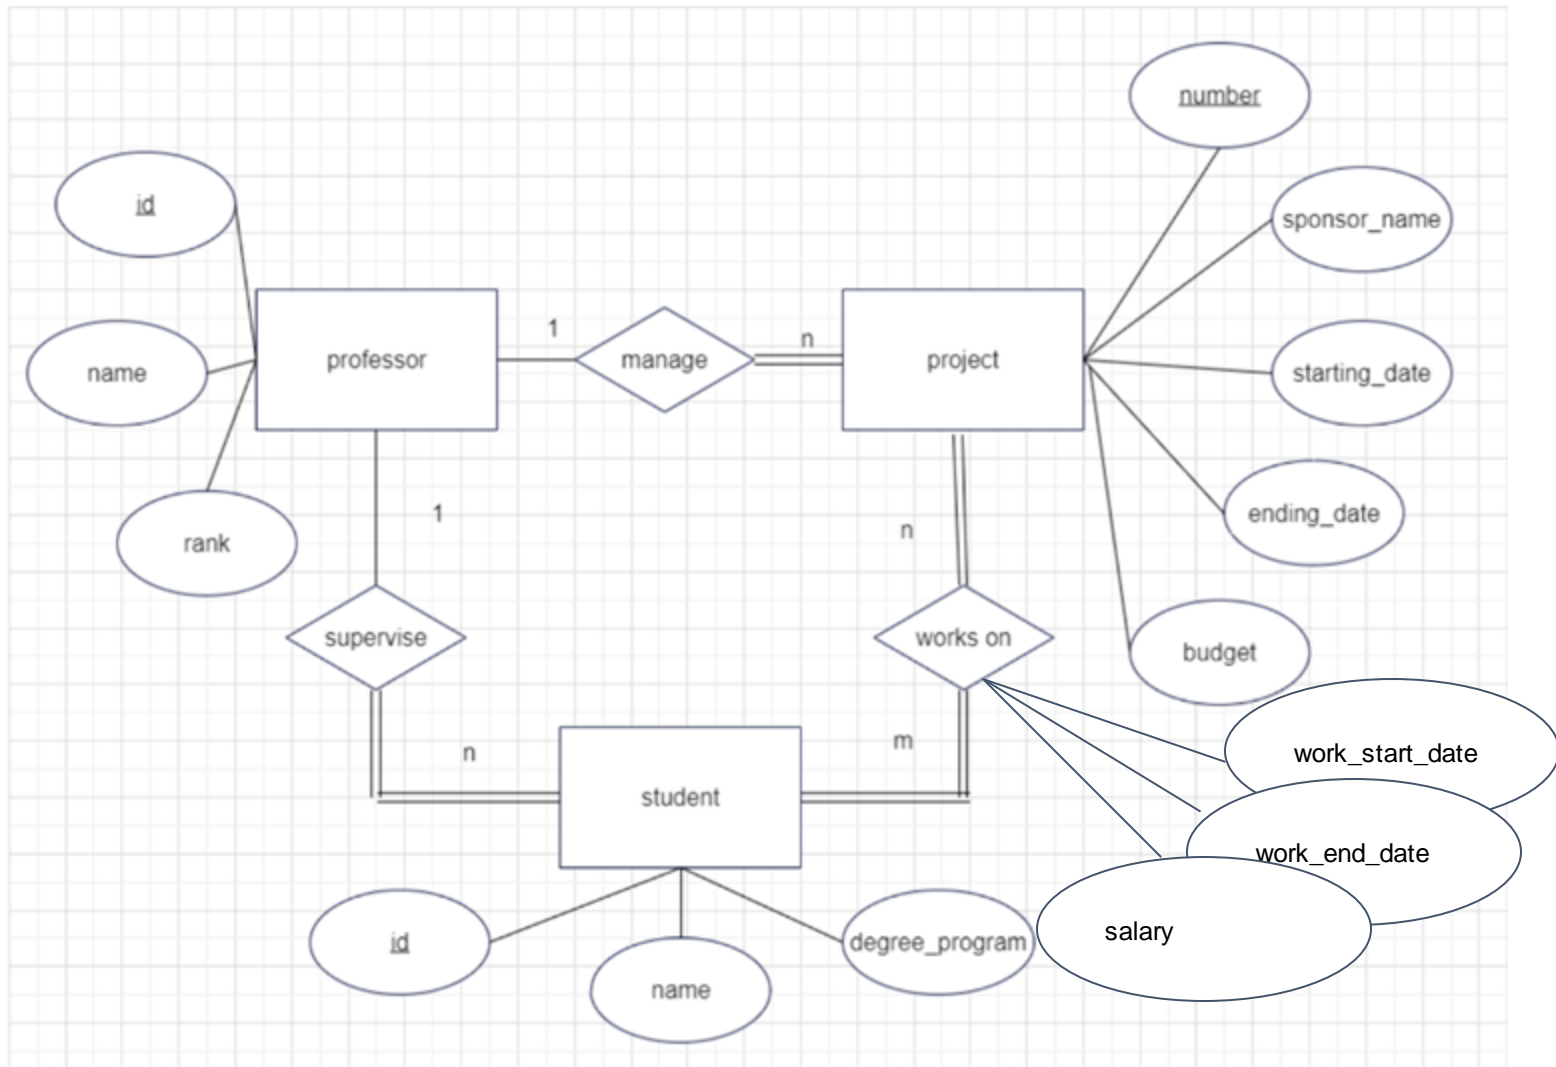 number
id
sponsor_name
1
n
professor
manage
project
name
starting_date
1
ending_date
n
rank
supervise
works on
budget
n
m
work_start_date
student
work_end_date
salary
id
degree_program
name